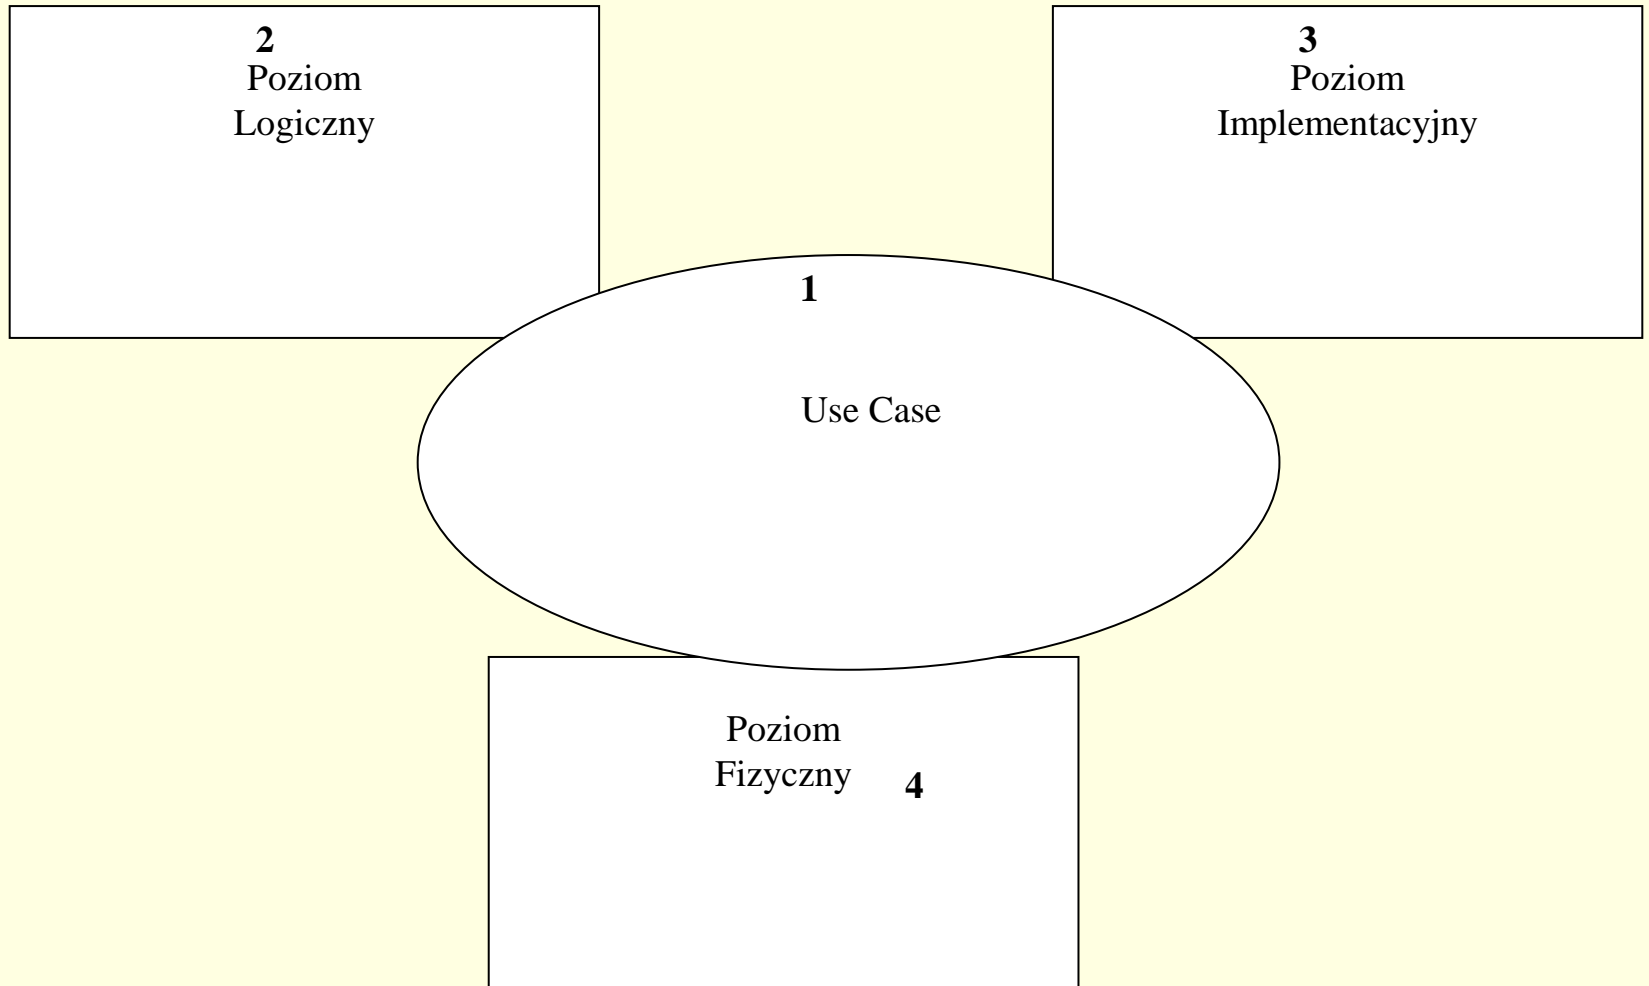 2
Poziom
Logiczny
3
Poziom
Implementacyjny
1
Use Case
Poziom
Fizyczny
4